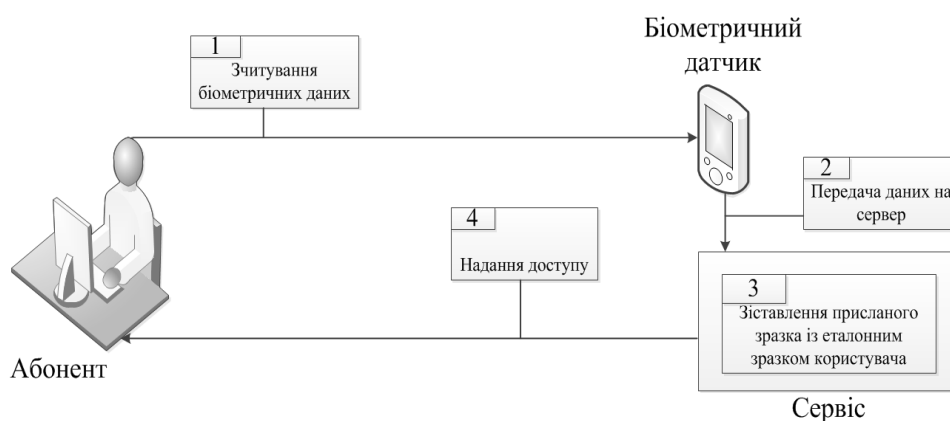 1
Зчитування
біометричних даних
Біометричний
датчик
2
Передача даних на
сервер
4
Надання доступу
3
Зіставлення присланого
зразка із еталонним
зразком користувача
Абонент
Сервіс